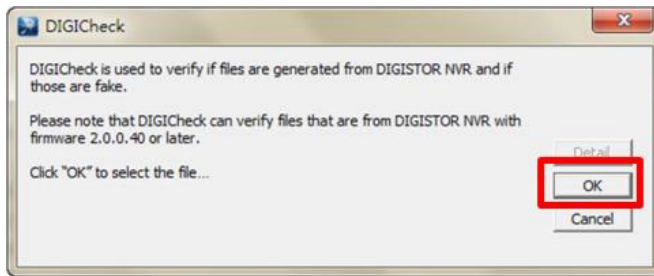 DIGICheck
DIGICheck is used to verify if files are generated from DIGISTOR NVR and if
those are fake.
Please note that DIGICheck can verify files that are from DIGISTOR NVR with
firmware 2.0.0.40 or later.
Click "OK" to select the file...
Detail
OK
Cancel